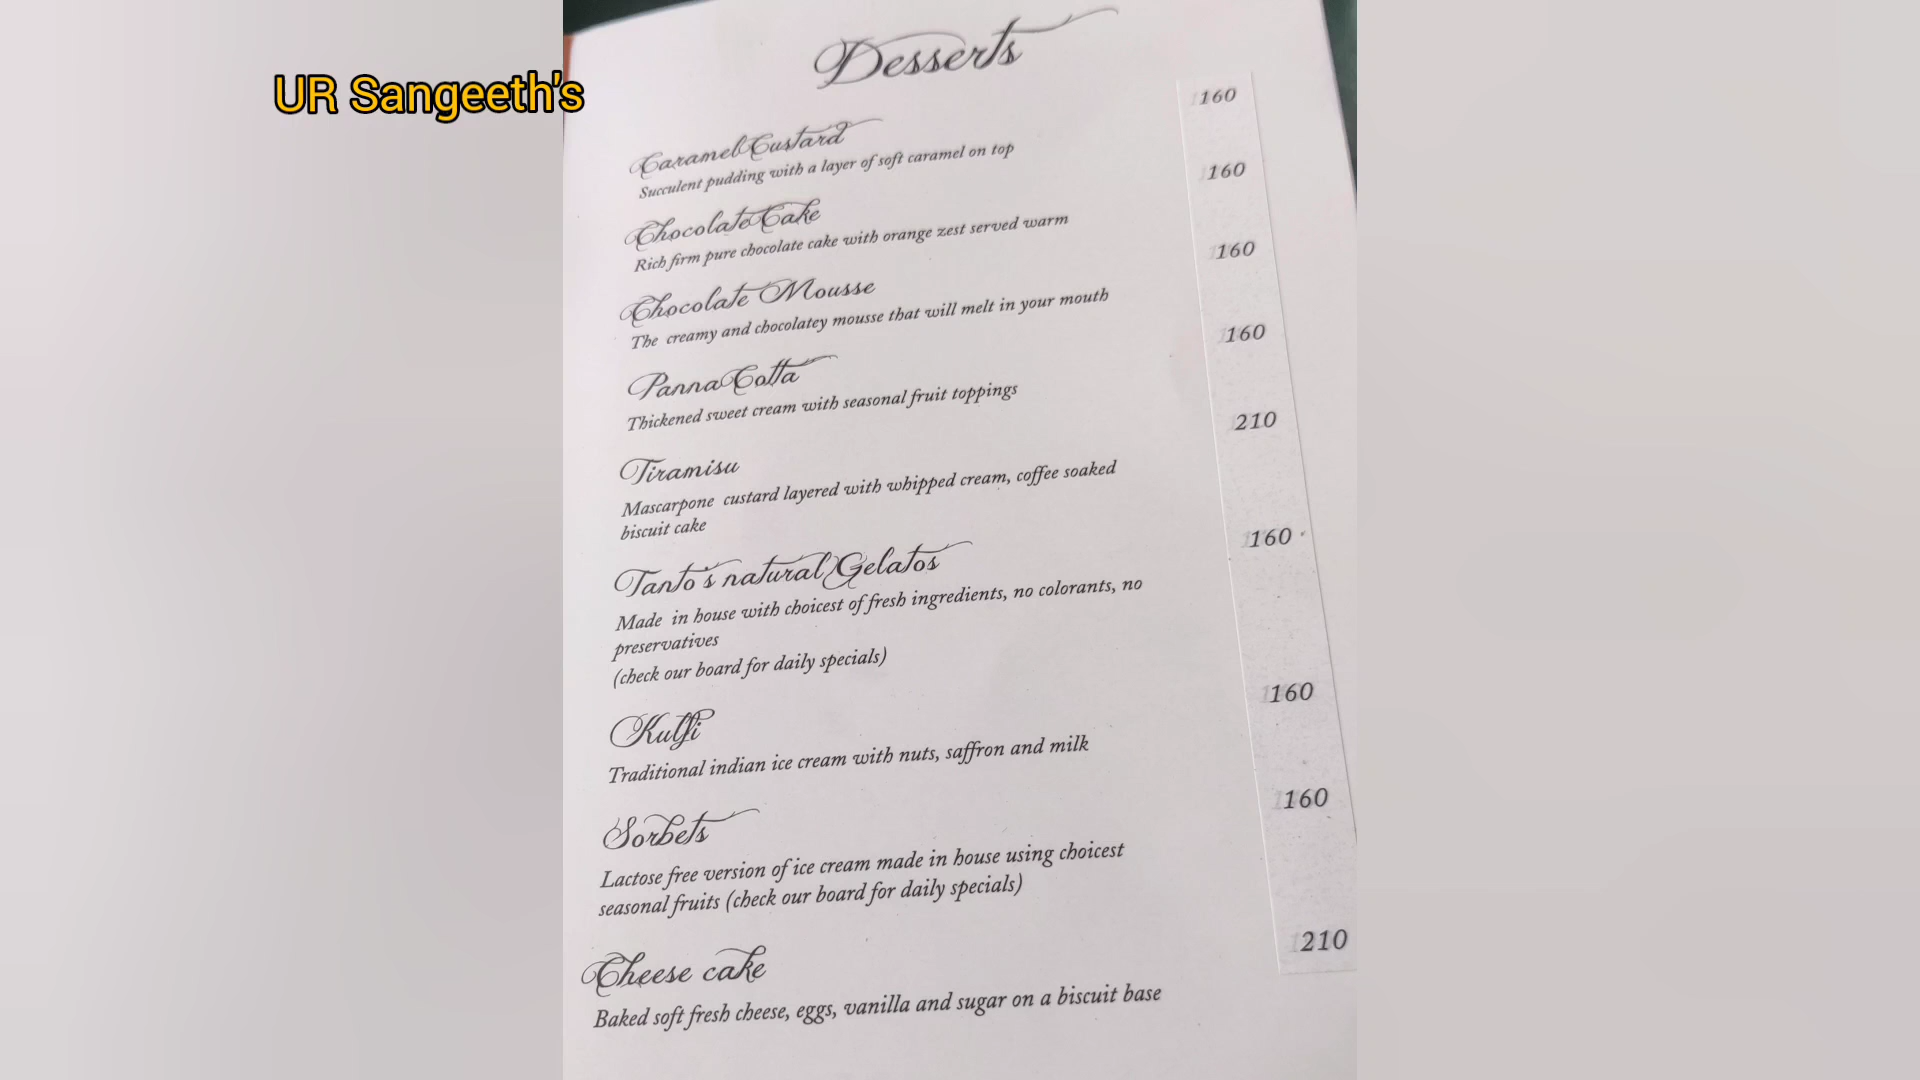 UR Sangeeth's
Desserts
Caramel Custard 160
Succulent pudding with a layer of soft caramel on top
Chocolate Cake 160
Rich firm pure chocolate cake with orange zest served warm
Chocolate Mousse 160
The creamy and chocolatey mousse that will melt in your mouth
Panna Cotta 160
Thickened sweet cream with seasonal fruit toppings
Tiramisu 210
Mascarpone custard layered with whipped cream, coffee soaked
biscuit cake
Tanto's natural Gelatos 160
Made in house with choicest of fresh ingredients, no colorants, no
preservatives
(check our board for daily specials)
Kulfi 160
Traditional indian ice cream with nuts, saffron and milk
Sorbets 160
Lactose free version of ice cream made in house using choicest
seasonal fruits (check our board for daily specials)
Cheese cake 210
Baked soft fresh cheese, eggs, vanilla and sugar on a biscuit base